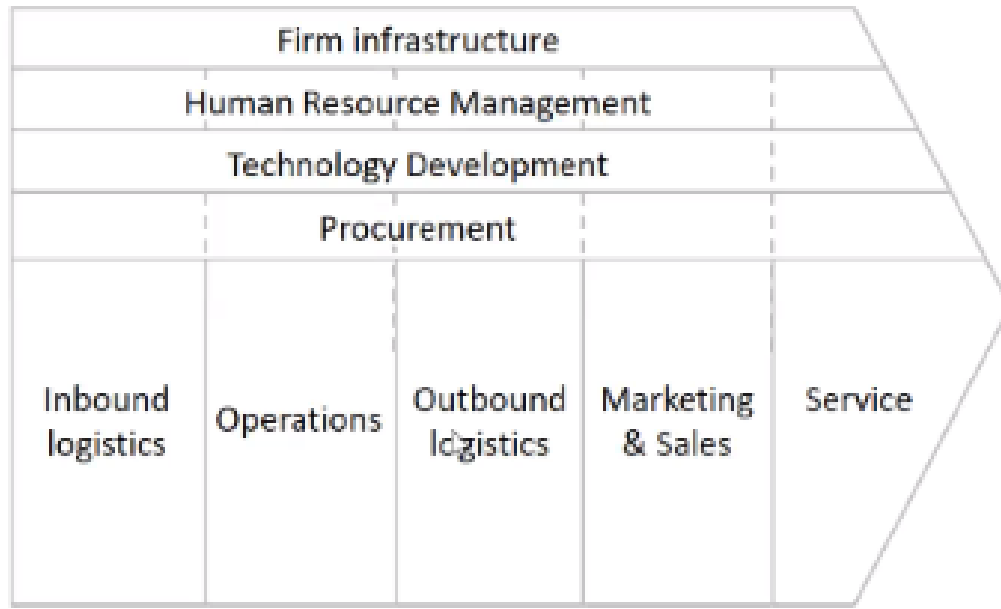 Firm infrastructure
Human Resource Management
Technology Development
Procurement
Inbound
logistics
Operations
Outbound
logistics
Marketing
& Sales
Service